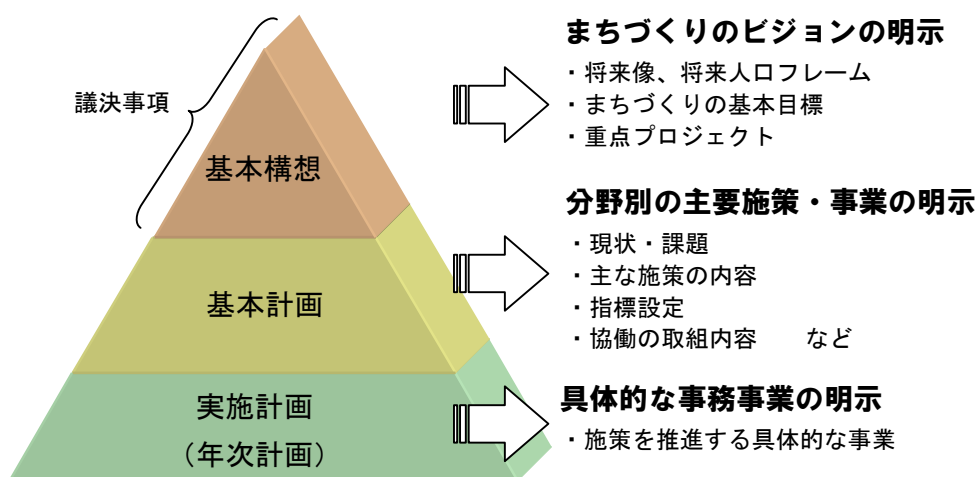 まちづくりのビジョンの明示
・将来像、将来人口フレーム
・まちづくりの基本目標
・重点プロジェクト
議決事項
基本構想
分野別の主要施策・事業の明示
・現状・課題
・主な施策の内容
・指標設定
・協働の取組内容　　など
基本計画
具体的な事務事業の明示
・施策を推進する具体的な事業
実施計画
（年次計画）